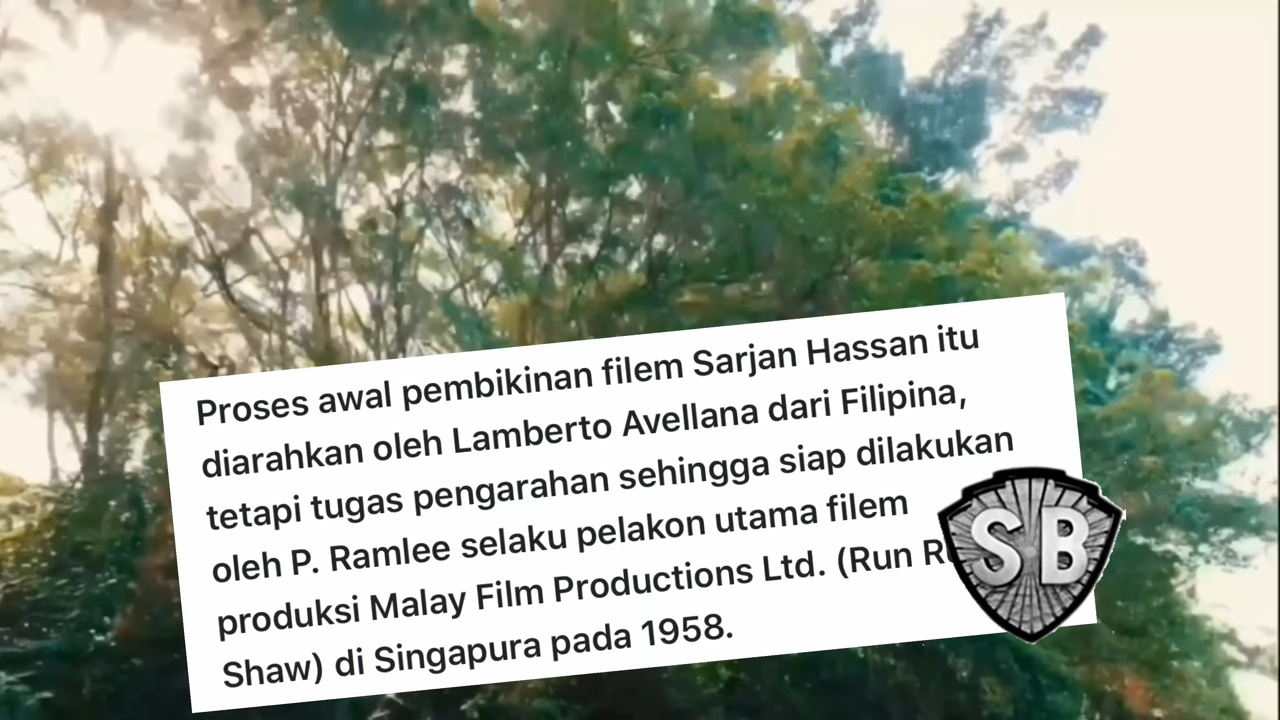 Proses awal pembikinan filem Sarjan Hassan itu
diarahkan oleh Lamberto Avellana dari Filipina,
tetapi tugas pengarahan sehingga siap dilakukan
oleh P. Ramlee selaku pelakon utama filem
produksi Malay Film Productions Ltd. (Run
Shaw) di Singapura pada 1958.
SB